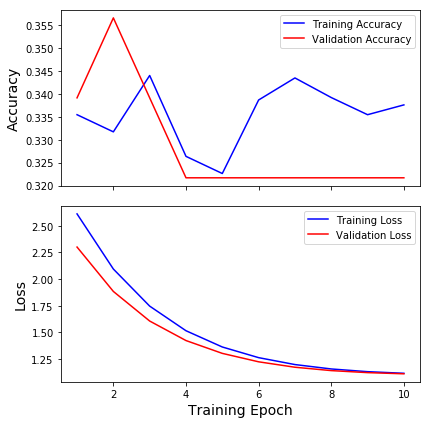 0.355
0.350
0.345
0.340
0.335
0.330
0.325
0.320
Accuracy
Training Accuracy
Validation Accuracy
2.50
2.25
2.00
1.75
1.50
1.25
Loss
Training Loss
Validation Loss
2 4 6 8 10
Training Epoch